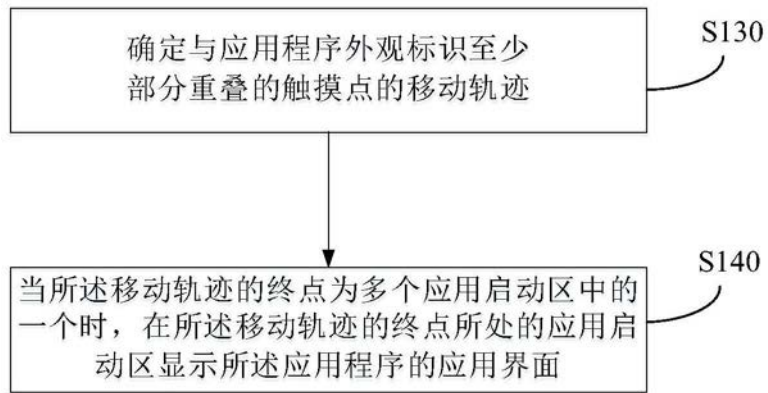 确定与应用程序外观标识至少
部分重叠的触摸点的移动轨迹
S130
当所述移动轨迹的终点为多个应用启动区中的
一个时，在所述移动轨迹的终点所处的应用启
动区显示所述应用程序的应用界面
S140